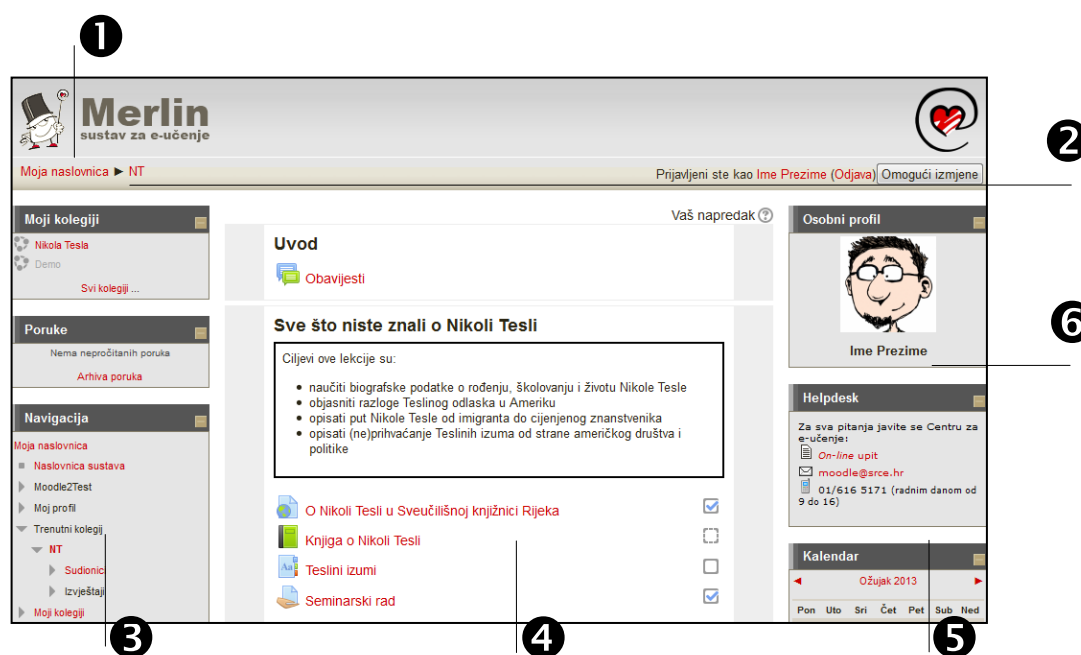 1
Merlin
sustav za e-učenje
2
Moja naslovnica ► NT
Prijavljeni ste kao Ime Prezime (Odjava) Omogući izmjene
Moji kolegiji
Nikola Tesla
Demo
Svi kolegiji ...
Poruke
Nema nepročitanih poruka
Arhiva poruka
Navigacija
Moja naslovnica
Naslovnica sustava
Moodle2Test
Moj profil
Trenutni kolegij
NT
Sudionici
Izvještaji
Moji kolegiji
3
Vaš napredak
Uvod
Obavijesti
Sve što niste znali o Nikoli Tesli
Ciljevi ove lekcije su:
• naučiti biografske podatke o rođenju, školovanju i životu Nikole Tesle
• objasniti razloge Teslinog odlaska u Ameriku
• opisati put Nikole Tesle od imigranta do cijenjenog znanstvenika
• opisati (ne)prihvaćanje Teslinih izuma od strane američkog društva i
politike
O Nikoli Tesli u Sveučilišnoj knjižnici Rijeka
Knjiga o Nikoli Tesli
Teslini izumi
Seminarski rad
4
Osobni profil
Ime Prezime
6
Helpdesk
Za sva pitanja javite se Centru za
e-učenje:
On-line upit
moodle@srce.hr
01/616 5171 (radnim danom od
9 do 16)
Kalendar
◄ Ožujak 2013 ►
Pon Uto Sri Čet Pet Sub Ned
5